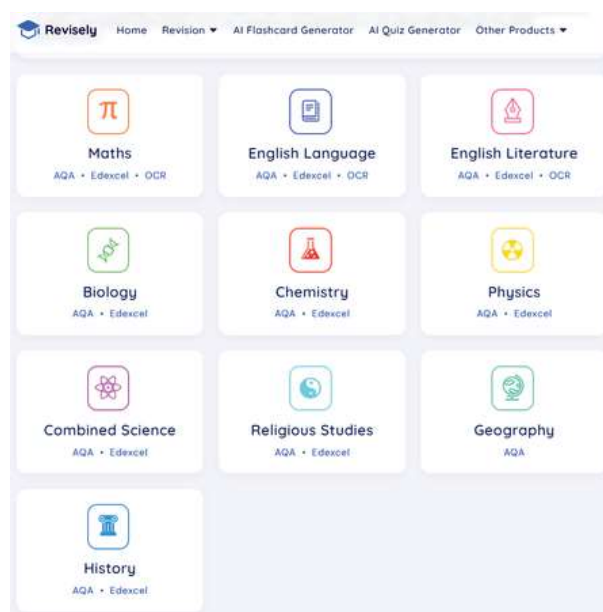 Revisely Home Revision ▼ AI Flashcard Generator AI Quiz Generator Other Products ▼
π
Maths
AQA • Edexcel • OCR
English Language
AQA • Edexcel • OCR
English Literature
AQA • Edexcel • OCR
Biology
AQA • Edexcel
Chemistry
AQA • Edexcel
Physics
AQA • Edexcel
Combined Science
AQA • Edexcel
Religious Studies
AQA • Edexcel
Geography
AQA
History
AQA • Edexcel